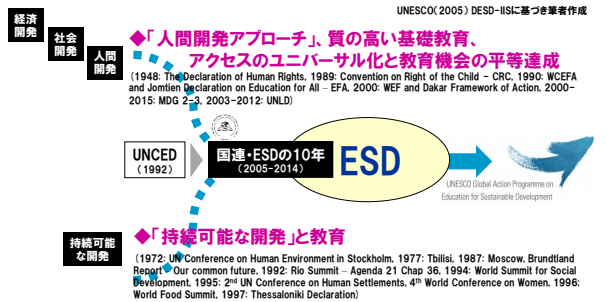 UNESCO(2005) DESD-IISに基づき筆者作成
経済
開発
社会
開発
人間
開発
◆「人間開発アプローチ」、質の高い基礎教育、
アクセスのユニバーサル化と教育機会の平等達成
(1948: The Declaration of Human Rights, 1989: Convention on Right of the Child - CRC, 1990: WCEFA
and Jomtien Declaration on Education for All – EFA, 2000: WEF and Dakar Framework of Action, 2000-
2015: MDG 2-3, 2003-2012: UNLD)
UNCED
(1992)
国連・ESDの10年
(2005-2014)
ESD
UNESCO Global Action Programme on
Education for Sustainable Development
持続可能
な開発
◆「持続可能な開発」と教育
(1972: UN Conference on Human Environment in Stockholm, 1977: Tbilisi, 1987: Moscow, Brundtland
Report – Our common future, 1992: Rio Summit – Agenda 21 Chap 36, 1994: World Summit for Social
Development, 1995: 2nd UN Conference on Human Settlements, 4th World Conference on Women, 1996:
World Food Summit, 1997: Thessaloniki Declaration)